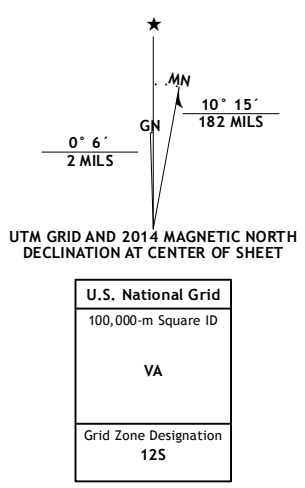 ★
MN
GN
10° 15´
182 MILS
0° 6´
2 MILS
UTM GRID AND 2014 MAGNETIC NORTH
DECLINATION AT CENTER OF SHEET
U.S. National Grid
100,000-m Square ID
VA
Grid Zone Designation
12S